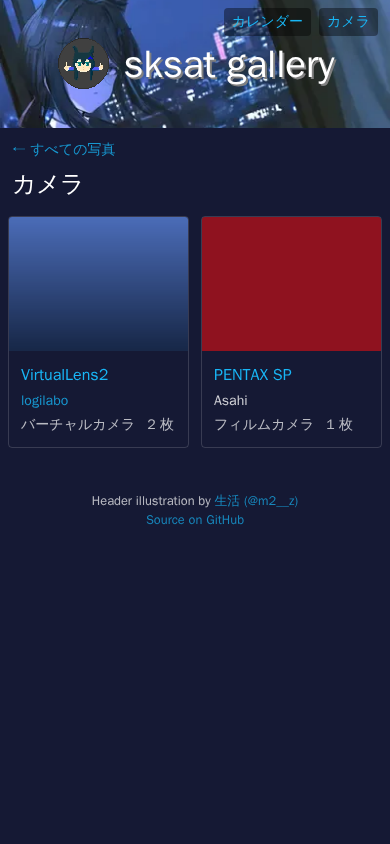 カレンダー カメラ
sksat gallery
← すべての写真
カメラ
VirtualLens2
logilabo
バーチャルカメラ 2 枚
PENTAX SP
Asahi
フィルムカメラ 1 枚
Header illustration by 生活 (@m2__z)
Source on GitHub